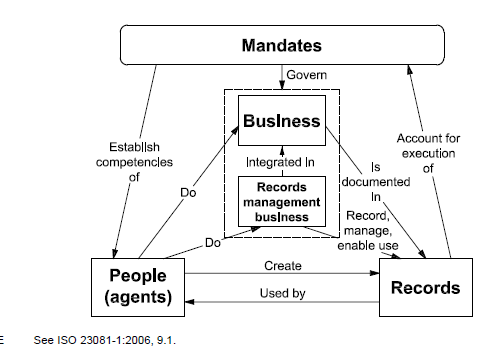 Mandates
Govern
Business
Establish
competencies
of
Account for
execution
of
Integrated In
Is
documented
In
Do
Records
management
business
Record,
manage,
enable use
Do
People
(agents)
Create
Used by
Records
E See ISO 23081-1:2006, 9.1.